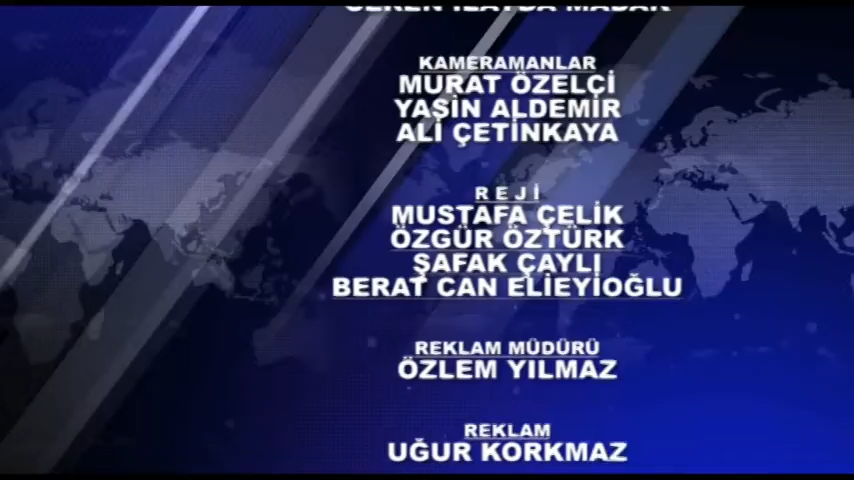 KAMERAMANLAR
MURAT ÖZELÇİ
YASİN ALDEMİR
ALİ ÇETİNKAYA
REJİ
MUSTAFA ÇELİK
ÖZGÜR ÖZTÜRK
ŞAFAK ÇAYLI
BERAT CAN ELİEYİOĞLU
REKLAM MÜDÜRÜ
ÖZLEM YILMAZ
REKLAM
UĞUR KORKMAZ